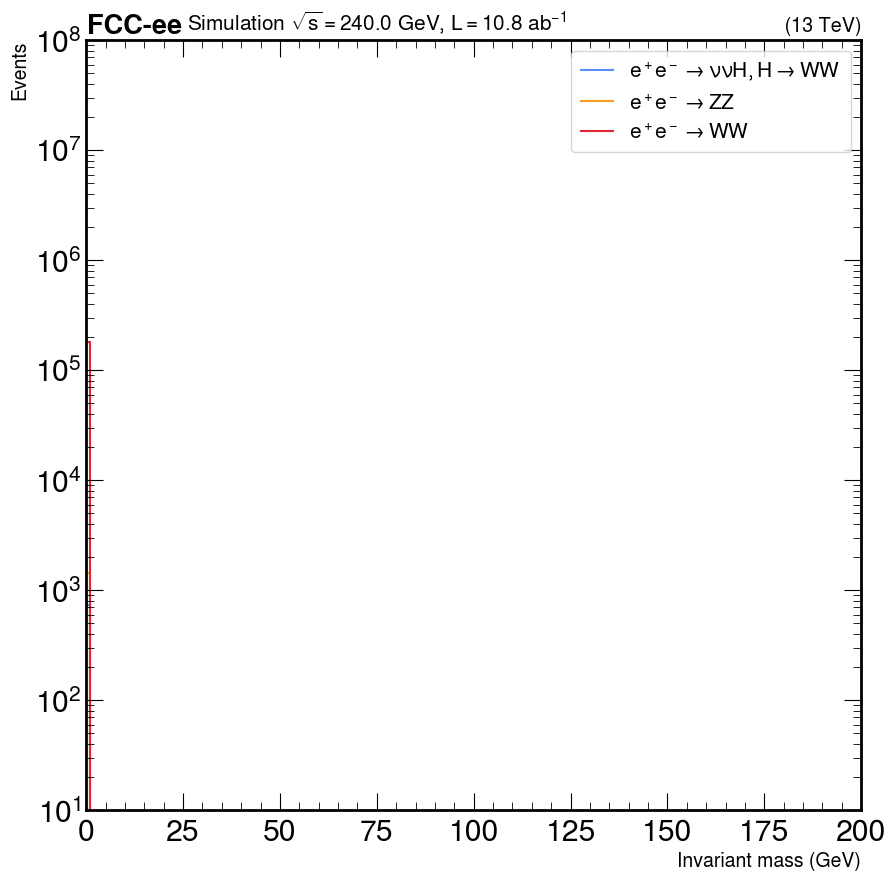 FCC-ee Simulation √s = 240.0 GeV, L = 10.8 ab⁻¹ (13 TeV)
Events
10⁸
10⁷
10⁶
10⁵
10⁴
10³
10²
10¹
e⁺e⁻ → ννH, H → WW
e⁺e⁻ → ZZ
e⁺e⁻ → WW
0 25 50 75 100 125 150 175 200
Invariant mass (GeV)